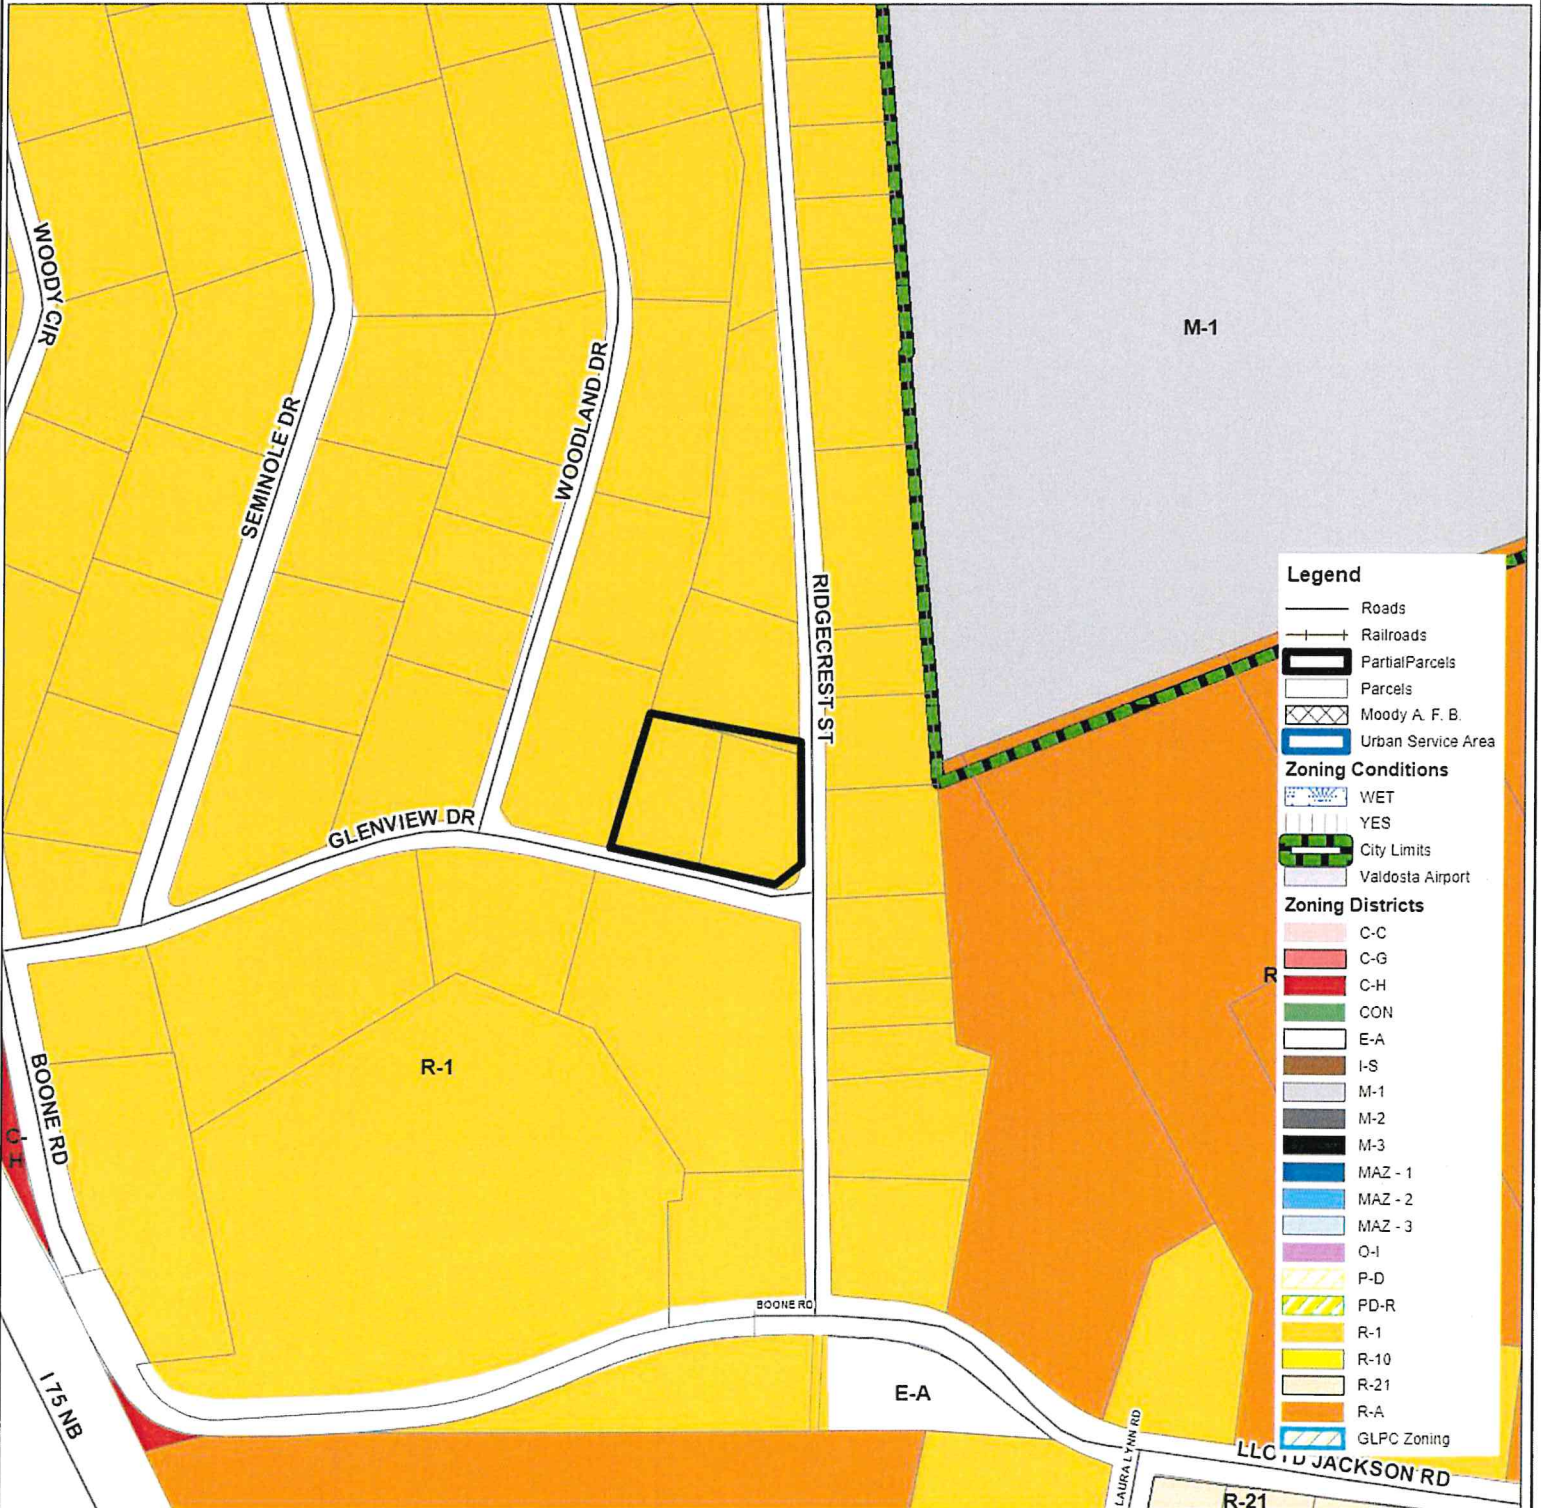 M-1
WOODY CIR
SEMINOLE DR
WOODLAND DR
RIDGECREST ST
GLENVIEW DR
R-1
BOONE RD
C-
H
BOONE RD
I 75 NB
E-A
LAURA LYNN RD
JACKSON RD
R-21
R
Legend
Roads
Railroads
PartialParcels
Parcels
Moody A. F. B.
Urban Service Area
Zoning Conditions
WET
YES
City Limits
Valdosta Airport
Zoning Districts
C-C
C-G
C-H
CON
E-A
I-S
M-1
M-2
M-3
MAZ - 1
MAZ - 2
MAZ - 3
O-I
P-D
PD-R
R-1
R-10
R-21
R-A
GLPC Zoning